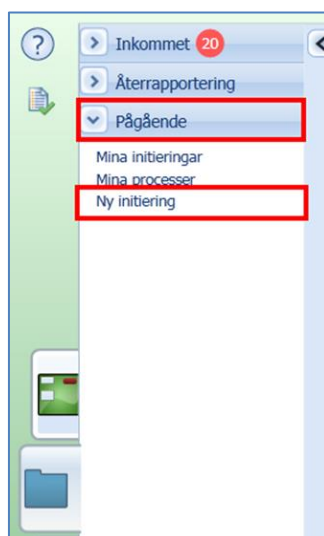 ?
Inkommet 20
Återrapportering
Pågående
Mina initieringar
Mina processer
Ny initiering